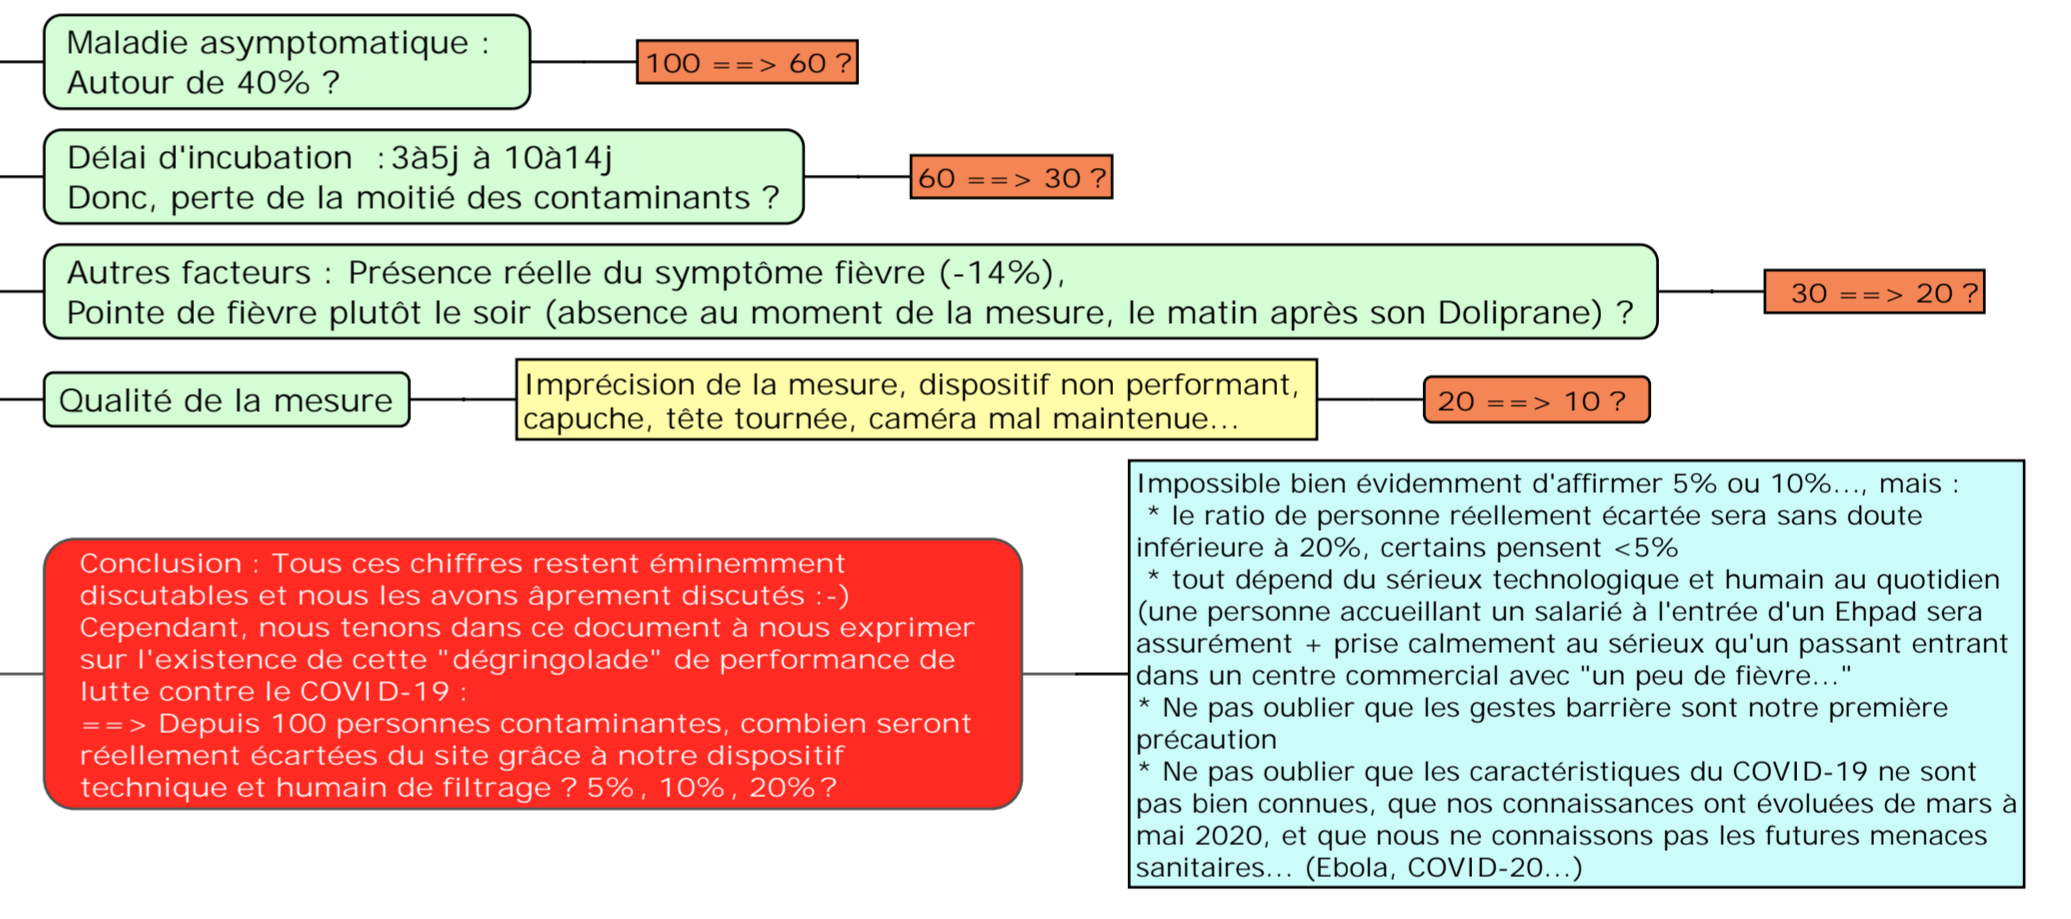 Maladie asymptomatique :
Autour de 40% ?
100 ==> 60 ?
Délai d'incubation  : 3à5j à 10à14j
Donc, perte de la moitié des contaminants ?
60 ==> 30 ?
Autres facteurs : Présence réelle du symptôme fièvre (-14%),
Pointe de fièvre plutôt le soir (absence au moment de la mesure, le matin après son Doliprane) ?
30 ==> 20 ?
Qualité de la mesure
Imprécision de la mesure, dispositif non performant,
capuche, tête tournée, caméra mal maintenue...
20 ==> 10 ?
Conclusion : Tous ces chiffres restent éminemment
discutables et nous les avons âprement discutés :-)
Cependant, nous tenons dans ce document à nous exprimer
sur l'existence de cette "dégringolade" de performance de
lutte contre le COVID-19 :
==> Depuis 100 personnes contaminantes, combien seront
réellement écartées du site grâce à notre dispositif
technique et humain de filtrage ? 5%, 10%, 20% ?
Impossible bien évidemment d'affirmer 5% ou 10%..., mais :
* le ratio de personne réellement écartée sera sans doute
inférieure à 20%, certains pensent <5%
* tout dépend du sérieux technologique et humain au quotidien
(une personne accueillant un salarié à l'entrée d'un Ehpad sera
assurément + prise calmement au sérieux qu'un passant entrant
dans un centre commercial avec "un peu de fièvre..."
* Ne pas oublier que les gestes barrière sont notre première
précaution
* Ne pas oublier que les caractéristiques du COVID-19 ne sont
pas bien connues, que nos connaissances ont évoluées de mars à
mai 2020, et que nous ne connaissons pas les futures menaces
sanitaires... (Ebola, COVID-20...)